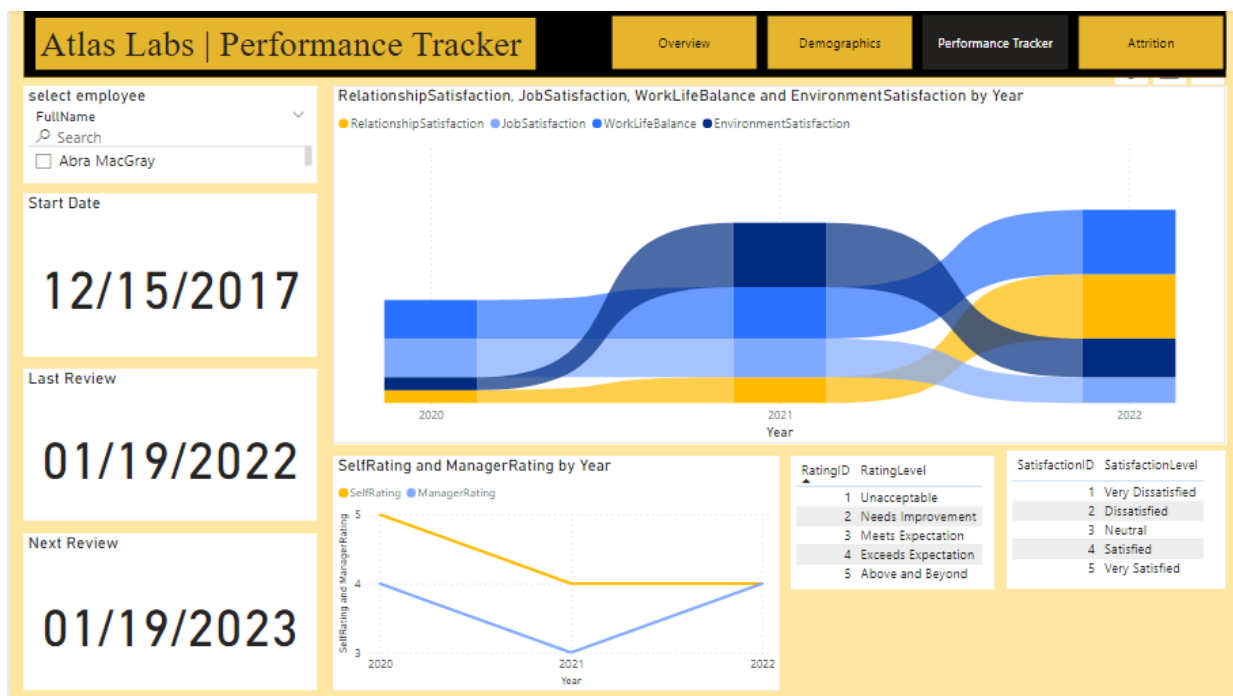 Atlas Labs | Performance Tracker
Overview
Demographics
Performance Tracker
Attrition
select employee
FullName
Search
Abra MacGray
Start Date
12/15/2017
Last Review
01/19/2022
Next Review
01/19/2023
RelationshipSatisfaction, JobSatisfaction, WorkLifeBalance and EnvironmentSatisfaction by Year
RelationshipSatisfaction JobSatisfaction WorkLifeBalance EnvironmentSatisfaction
2020 2021 2022
Year
SelfRating and ManagerRating by Year
SelfRating ManagerRating
SelfRating and ManagerRating
5
4
3
2020 2021 2022
Year
RatingID RatingLevel
1 Unacceptable
2 Needs Improvement
3 Meets Expectation
4 Exceeds Expectation
5 Above and Beyond
SatisfactionID SatisfactionLevel
1 Very Dissatisfied
2 Dissatisfied
3 Neutral
4 Satisfied
5 Very Satisfied